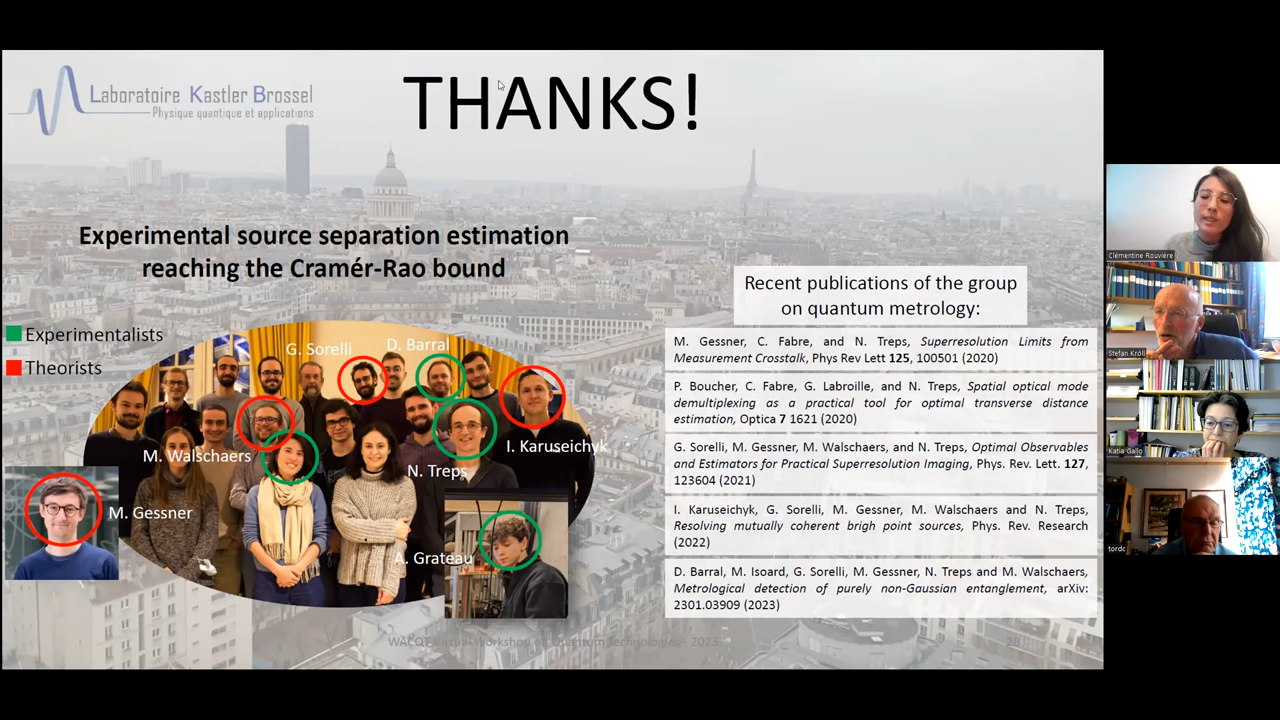 Laboratoire Kastler Brossel
Physique quantique et applications
THANKS!
Experimental source separation estimation
reaching the Cramér-Rao bound
Experimentalists
Theorists
G. Sorelli
D. Barral
M. Walschaers
N. Treps
I. Karuseichyk
M. Gessner
A. Grateau
Recent publications of the group
on quantum metrology:
M. Gessner, C. Fabre, and N. Treps, Superresolution Limits from
Measurement Crosstalk, Phys Rev Lett 125, 100501 (2020)
P. Boucher, C. Fabre, G. Labroille, and N. Treps, Spatial optical mode
demultiplexing as a practical tool for optimal transverse distance
estimation, Optica 7 1621 (2020)
G. Sorelli, M. Gessner, M. Walschaers, and N. Treps, Optimal Observables
and Estimators for Practical Superresolution Imaging, Phys. Rev. Lett. 127,
123604 (2021)
I. Karuseichyk, G. Sorelli, M. Gessner, M. Walschaers and N. Treps,
Resolving mutually coherent brigh point sources, Phys. Rev. Research
(2022)
D. Barral, M. Isoard, G. Sorelli, M. Gessner, N. Treps and M. Walschaers,
Metrological detection of purely non-Gaussian entanglement, arXiv:
2301.03909 (2023)
WACQT Virtual Workshop on Quantum Technologies - 2023
28
Clémentine Rouvière
Stefan Kröll
Katia Gallo
tordc